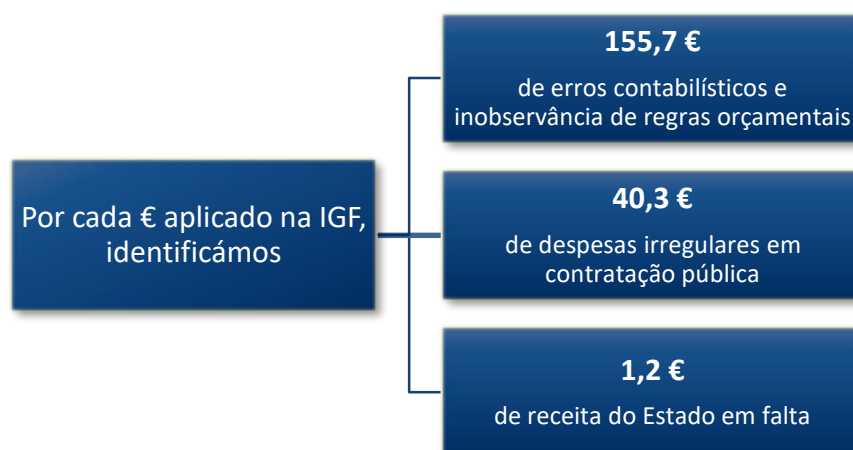 Por cada € aplicado na IGF,
identificámos
155,7 €
de erros contabilísticos e
inobservância de regras orçamentais
40,3 €
de despesas irregulares em
contratação pública
1,2 €
de receita do Estado em falta